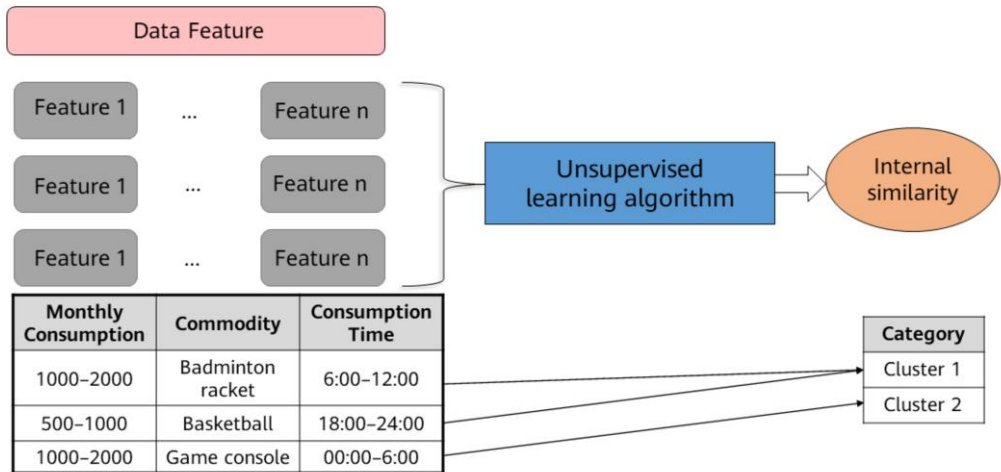 Data Feature
Feature 1 ... Feature n
Feature 1 ... Feature n
Feature 1 ... Feature n
Unsupervised
learning algorithm
Internal
similarity
Monthly Consumption Commodity Consumption Time
1000–2000 Badminton racket 6:00–12:00
500–1000 Basketball 18:00–24:00
1000–2000 Game console 00:00–6:00
Category
Cluster 1
Cluster 2